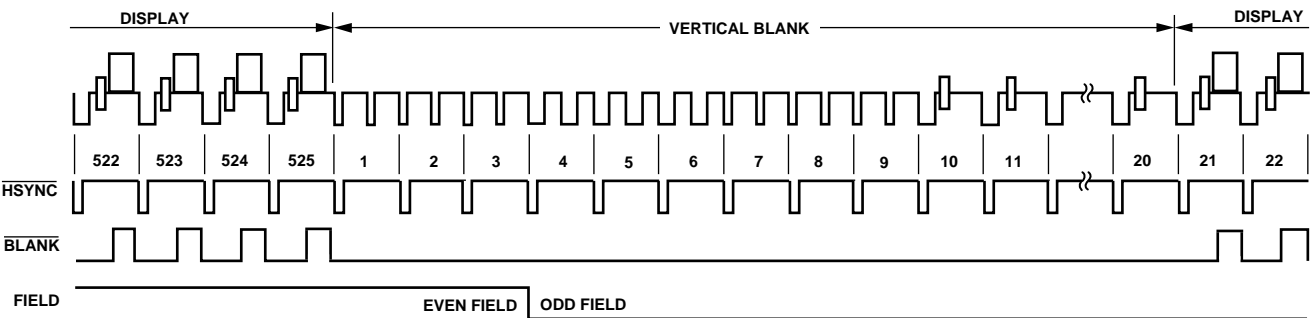 DISPLAY VERTICAL BLANK DISPLAY
522 523 524 525 1 2 3 4 5 6 7 8 9 10 11 20 21 22
HSYNC
BLANK
FIELD EVEN FIELD ODD FIELD